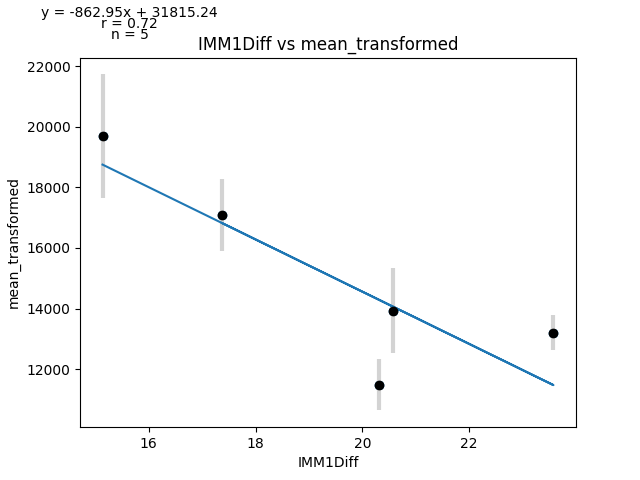 y = -862.95x + 31815.24
r = 0.72
n = 5
IMM1Diff vs mean_transformed
22000
20000
18000
16000
14000
12000
mean_transformed
16 18 20 22
IMM1Diff